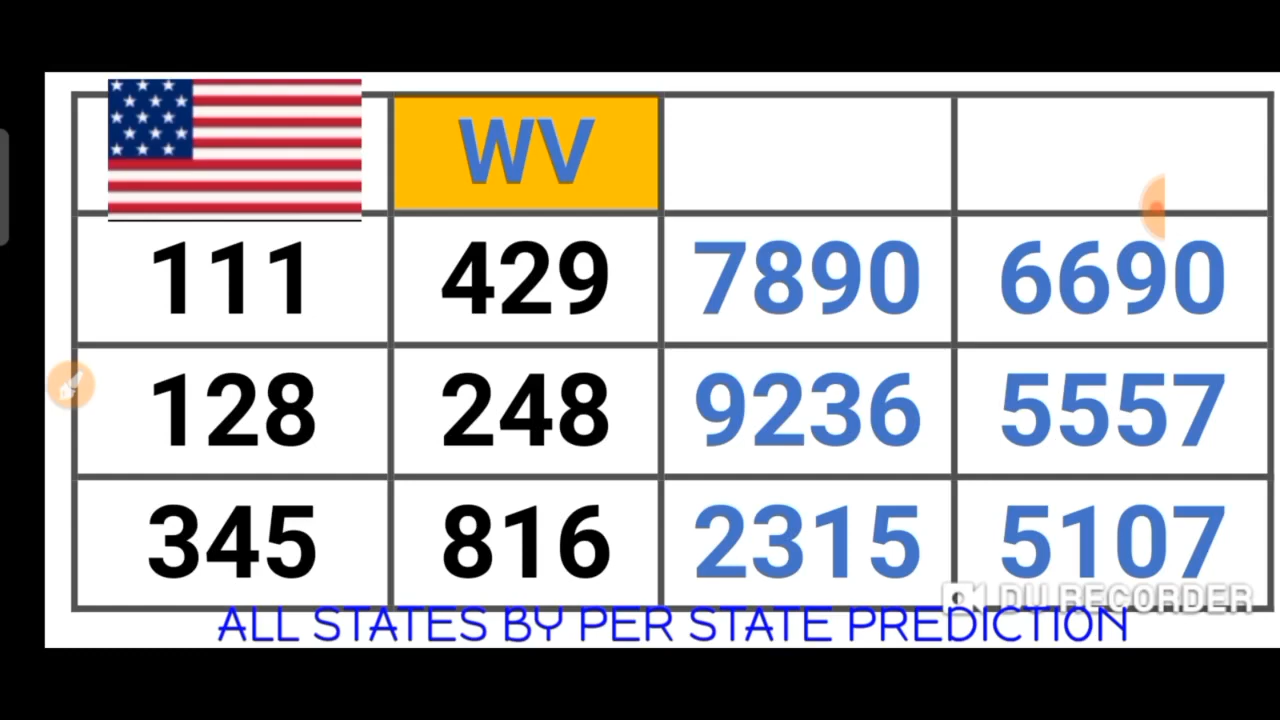 WV
111 429 7890 6690
128 248 9236 5557
345 816 2315 5107
DU RECORDER
ALL STATES BY PER STATE PREDICTION